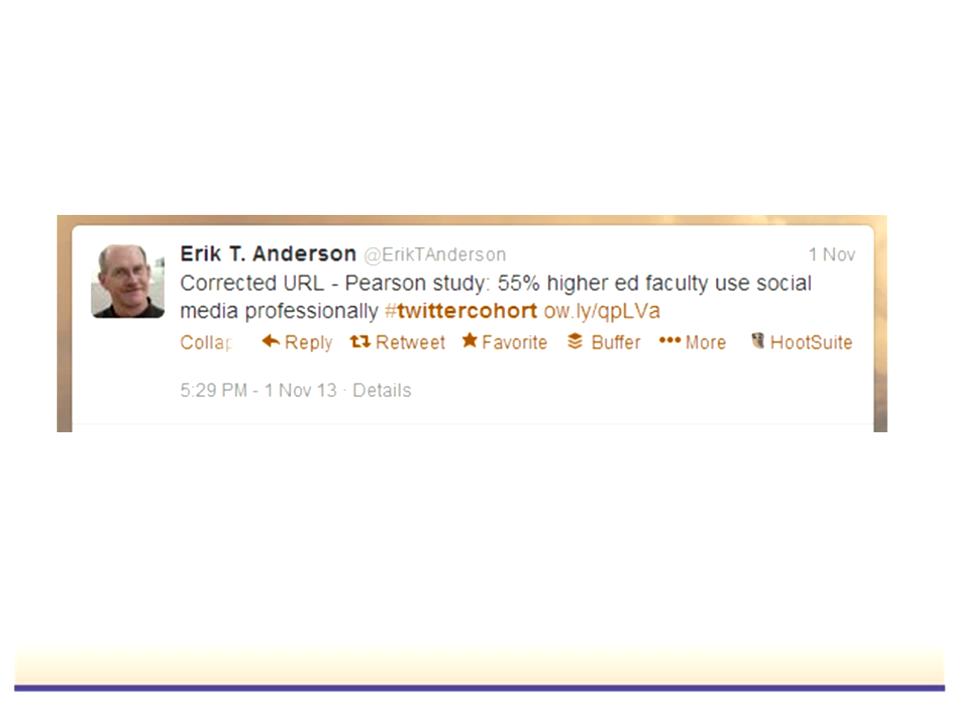 Erik T. Anderson @ErikTAnderson 1 Nov
Corrected URL - Pearson study: 55% higher ed faculty use social
media professionally #twittercohort ow.ly/qpLVa
Collap Reply Retweet Favorite Buffer More HootSuite
5:29 PM - 1 Nov 13 · Details